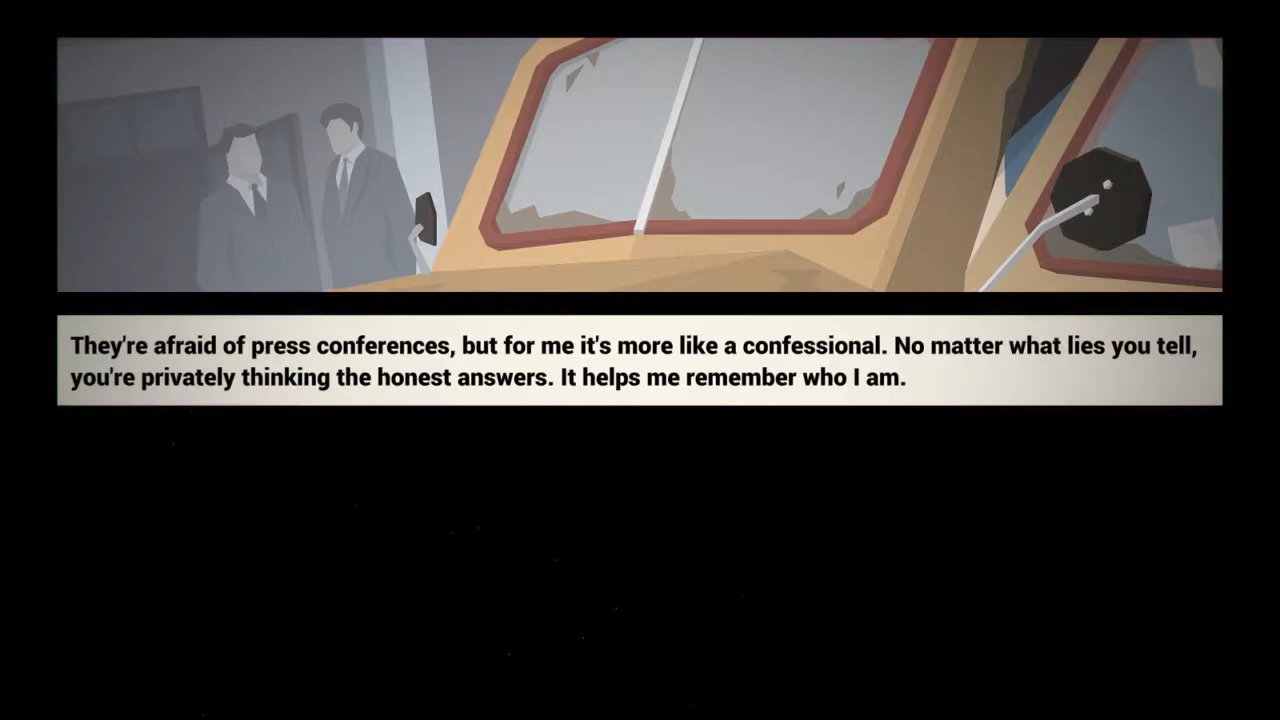 They're afraid of press conferences, but for me it's more like a confessional. No matter what lies you tell,
you're privately thinking the honest answers. It helps me remember who I am.